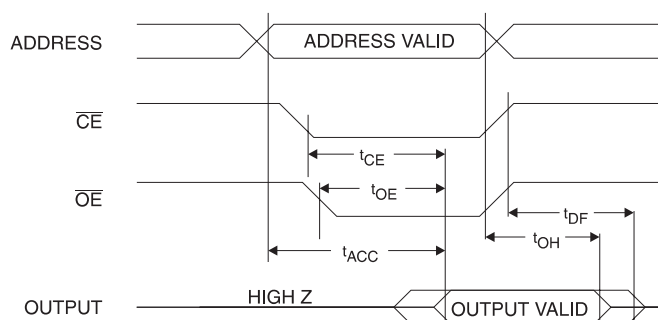 ADDRESS
ADDRESS VALID
CE
tCE
OE
tOE
tDF
tOH
tACC
OUTPUT
HIGH Z
OUTPUT VALID